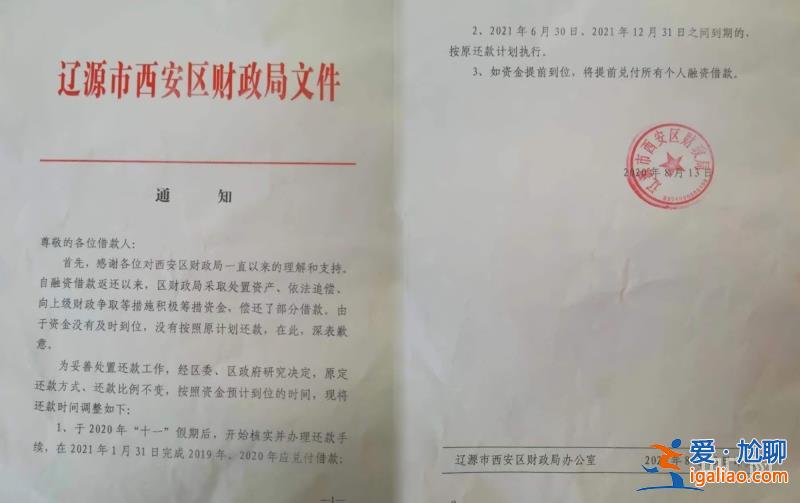 辽源市西安区财政局文件
通 知
尊敬的各位借款人:
首先,感谢各位对西安区财政局一直以来的理解和支持。
自融资借款返还以来,区财政局采取处置资产、依法追偿、
向上级财政争取等措施积极筹措资金,偿还了部分借款。由
于资金没有及时到位,没有按照原计划还款,在此,深表歉
意。
为妥善处置还款工作,经区委、区政府研究决定,原定
还款方式、还款比例不变,按照资金预计到位的时间,现将
还款时间调整如下:
1、于2020年“十一”假期后,开始核实并办理还款手
续,在2021年1月31日完成2019年、2020年应兑付借款;
—1—
2、2021年6月30日、2021年12月31日之间到期的,
按原还款计划执行。
3、如资金提前到位,将提前兑付所有个人融资借款。
辽源市西安区财政局
2020年8月13日
辽源市西安区财政局办公室
爱·尬聊
igaliao.com